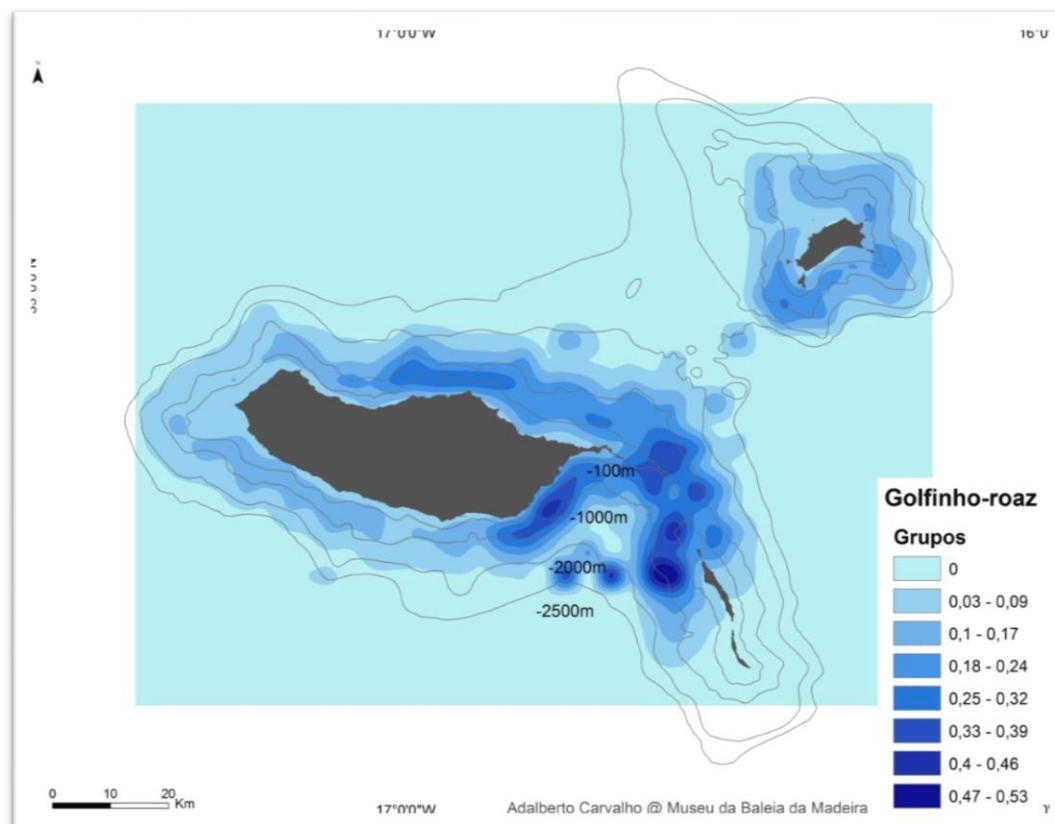 17°0'0"W
16°0'
N
-100m
-1000m
-2000m
-2500m
Golfinho-roaz
Grupos
0
0,03 - 0,09
0,1 - 0,17
0,18 - 0,24
0,25 - 0,32
0,33 - 0,39
0,4 - 0,46
0,47 - 0,53
0 10 20
Km
17°0'0"W
Adalberto Carvalho @ Museu da Baleia da Madeira